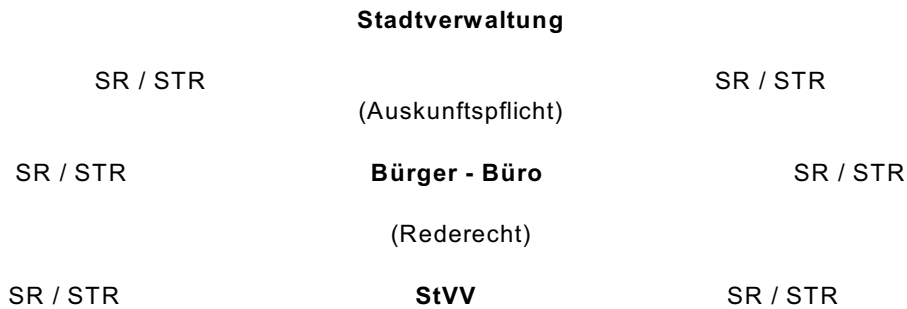 Stadtverwaltung
SR / STR SR / STR
(Auskunftspflicht)
SR / STR Bürger - Büro SR / STR
(Rederecht)
SR / STR StVV SR / STR